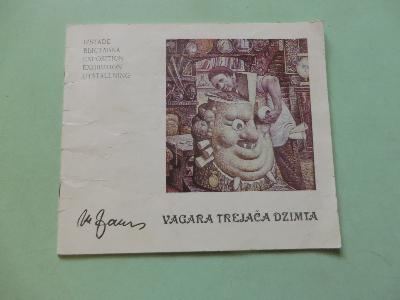 IZSTĀDE
ВЫСТАВКА
EXPOSITION
EXHIBITION
UTSTÄLLNING
VAGARA TREJAČA DZIMTA